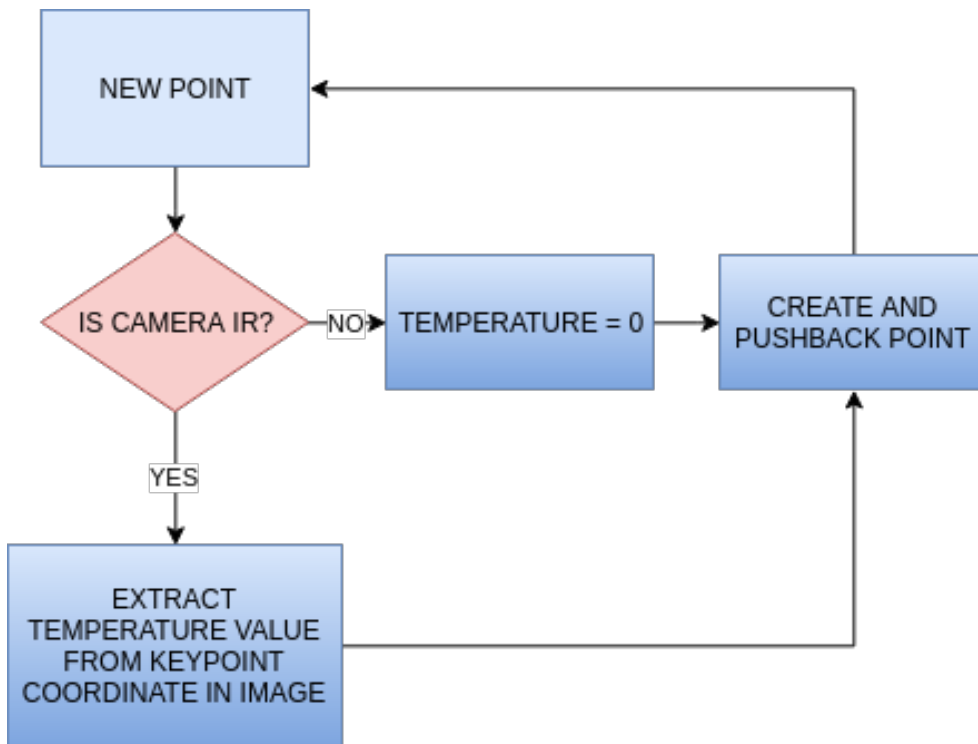 NEW POINT
IS CAMERA IR?
NO
TEMPERATURE = 0
CREATE AND
PUSHBACK POINT
YES
EXTRACT
TEMPERATURE VALUE
FROM KEYPOINT
COORDINATE IN IMAGE